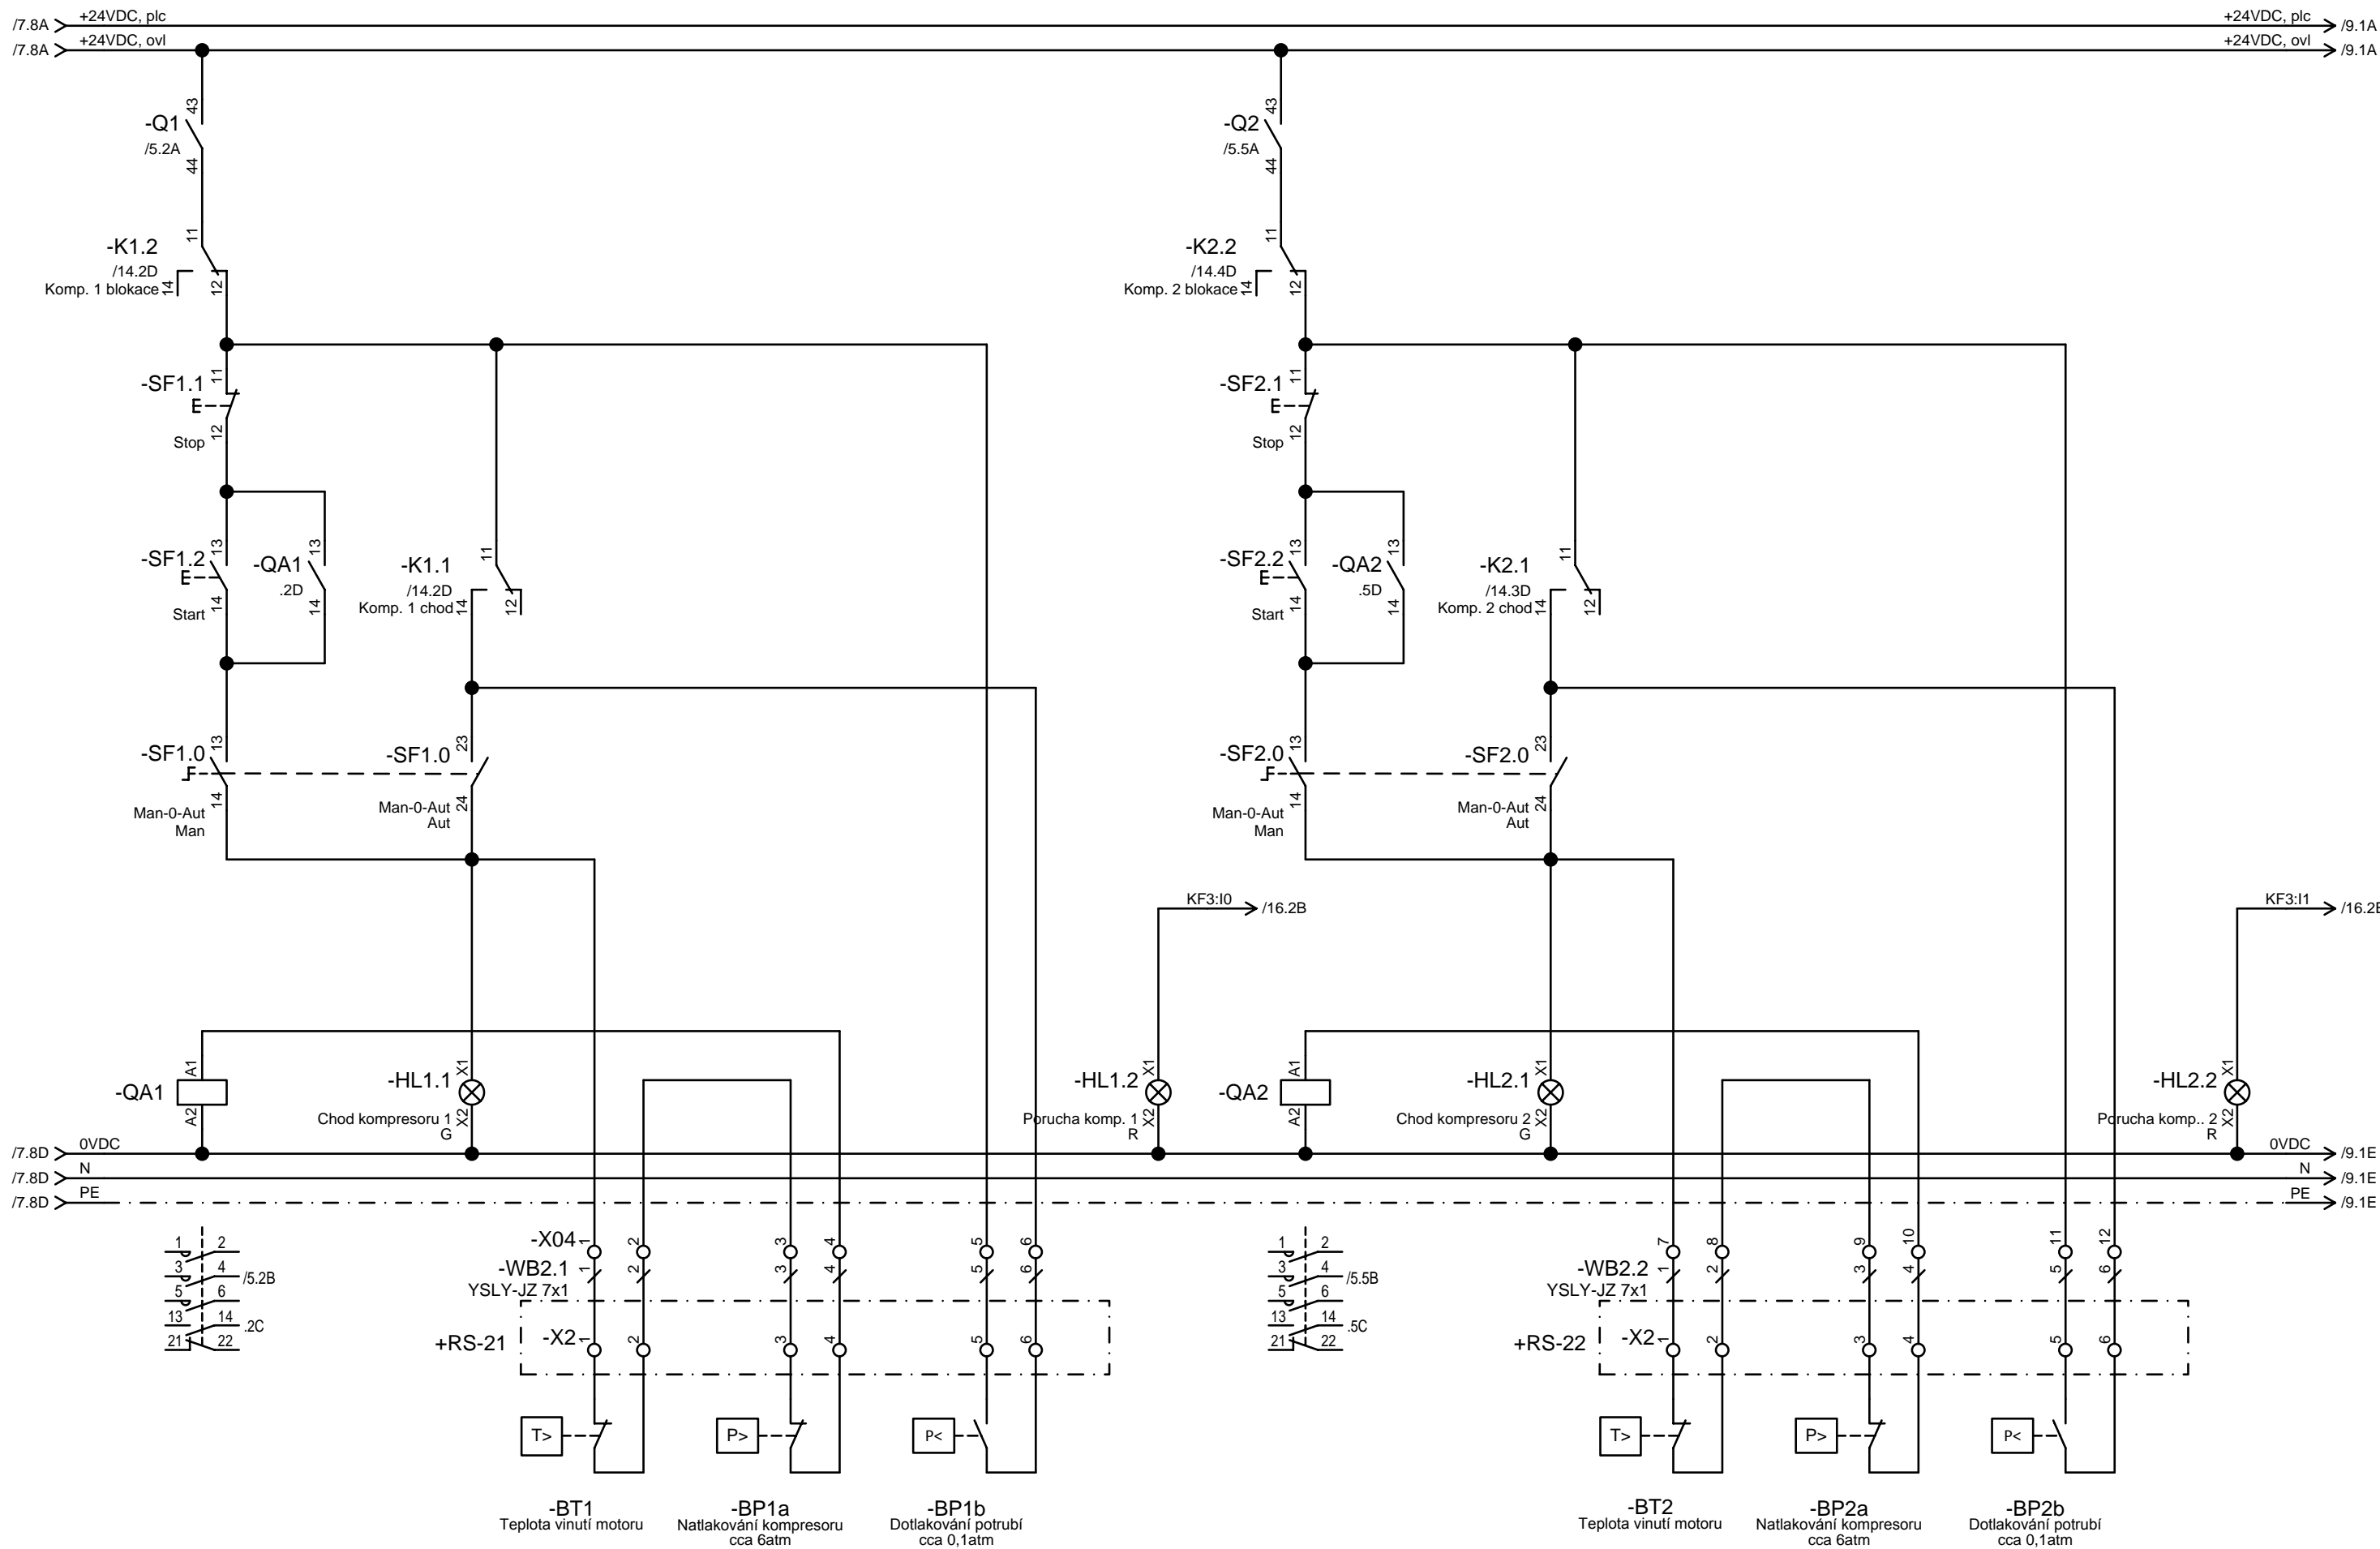 /7.8A
+24VDC, plc
+24VDC, plc
/9.1A
/7.8A
+24VDC, ovl
+24VDC, ovl
/9.1A
43
-Q1
/5.2A
44
43
-Q2
/5.5A
44
11
-K1.2
/14.2D
Komp. 1 blokace
14
12
11
-K2.2
/14.4D
Komp. 2 blokace
14
12
11
-SF1.1
Stop
12
11
-SF2.1
Stop
12
13
-SF1.2
Start
14
13
-QA1
.2D
14
11
-K1.1
/14.2D
Komp. 1 chod
14
12
13
-SF2.2
Start
14
13
-QA2
.5D
14
11
-K2.1
/14.3D
Komp. 2 chod
14
12
13
-SF1.0
14
Man-0-Aut
Man
23
-SF1.0
24
Man-0-Aut
Aut
13
-SF2.0
14
Man-0-Aut
Man
23
-SF2.0
24
Man-0-Aut
Aut
KF3:I0
/16.2B
KF3:I1
/16.2B
A1
-QA1
A2
X1
-HL1.1
X2
Chod kompresoru 1
G
X1
-HL1.2
X2
Porucha komp. 1
R
A1
-QA2
A2
X1
-HL2.1
X2
Chod kompresoru 2
G
X1
-HL2.2
X2
Porucha komp.. 2
R
/7.8D
0VDC
0VDC
/9.1E
/7.8D
N
N
/9.1E
/7.8D
PE
PE
/9.1E
1
2
3
4
/5.2B
5
6
13
14
.2C
21
22
-X04
1
2
3
4
5
6
-WB2.1
1
2
3
4
5
6
YSLY-JZ 7x1
+RS-21
-X2
1
2
3
4
5
6
1
2
3
4
/5.5B
5
6
13
14
.5C
21
22
7
8
9
10
11
12
-WB2.2
1
2
3
4
5
6
YSLY-JZ 7x1
+RS-22
-X2
1
2
3
4
5
6
T>
P>
P<
T>
P>
P<
-BT1
Teplota vinutí motoru
-BP1a
Natlakování kompresoru
cca 6atm
-BP1b
Dotlakování potrubí
cca 0,1atm
-BT2
Teplota vinutí motoru
-BP2a
Natlakování kompresoru
cca 6atm
-BP2b
Dotlakování potrubí
cca 0,1atm